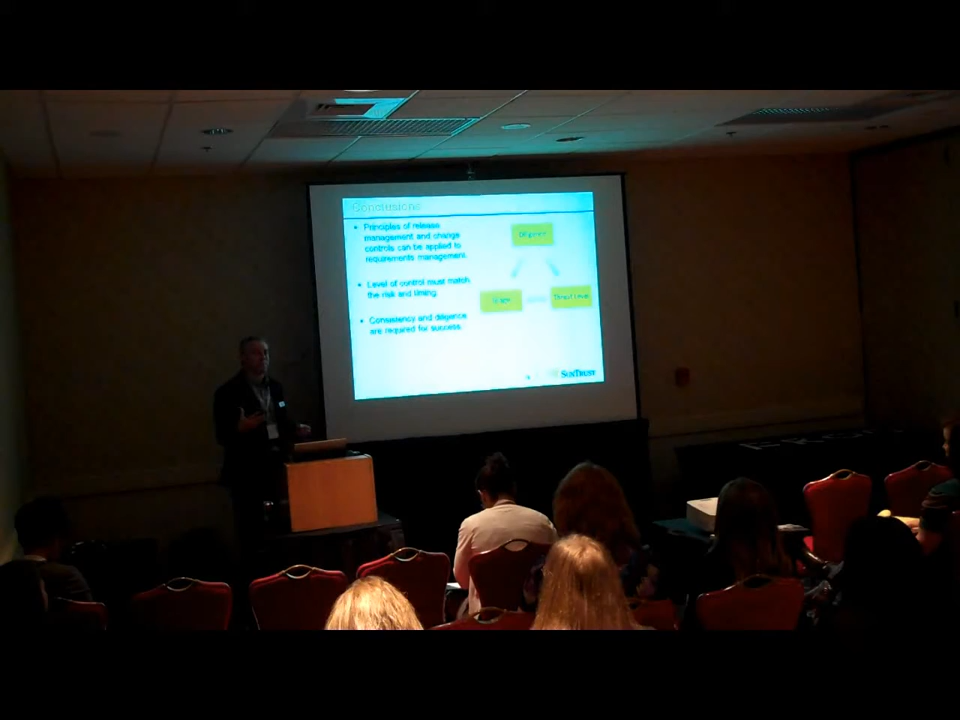 Conclusions
• Principles of release
management and change
controls can be applied to
requirements management.
• Level of control must match
the risk and timing.
• Consistency and diligence
are required for success.
SUNTRUST